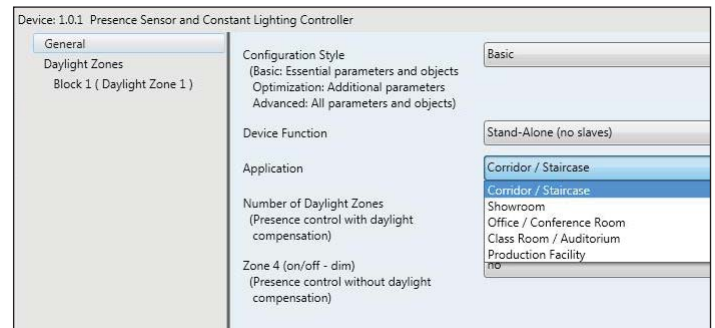 Device: 1.0.1 Presence Sensor and Constant Lighting Controller
General
Daylight Zones
Block 1 ( Daylight Zone 1 )
Configuration Style
(Basic: Essential parameters and objects
Optimization: Additional parameters
Advanced: All parameters and objects)
Basic
Device Function
Stand-Alone (no slaves)
Application
Corridor / Staircase
Corridor / Staircase
Showroom
Office / Conference Room
Class Room / Auditorium
Production Facility
Number of Daylight Zones
(Presence control with daylight
compensation)
Zone 4 (on/off - dim)
(Presence control without daylight
compensation)
no